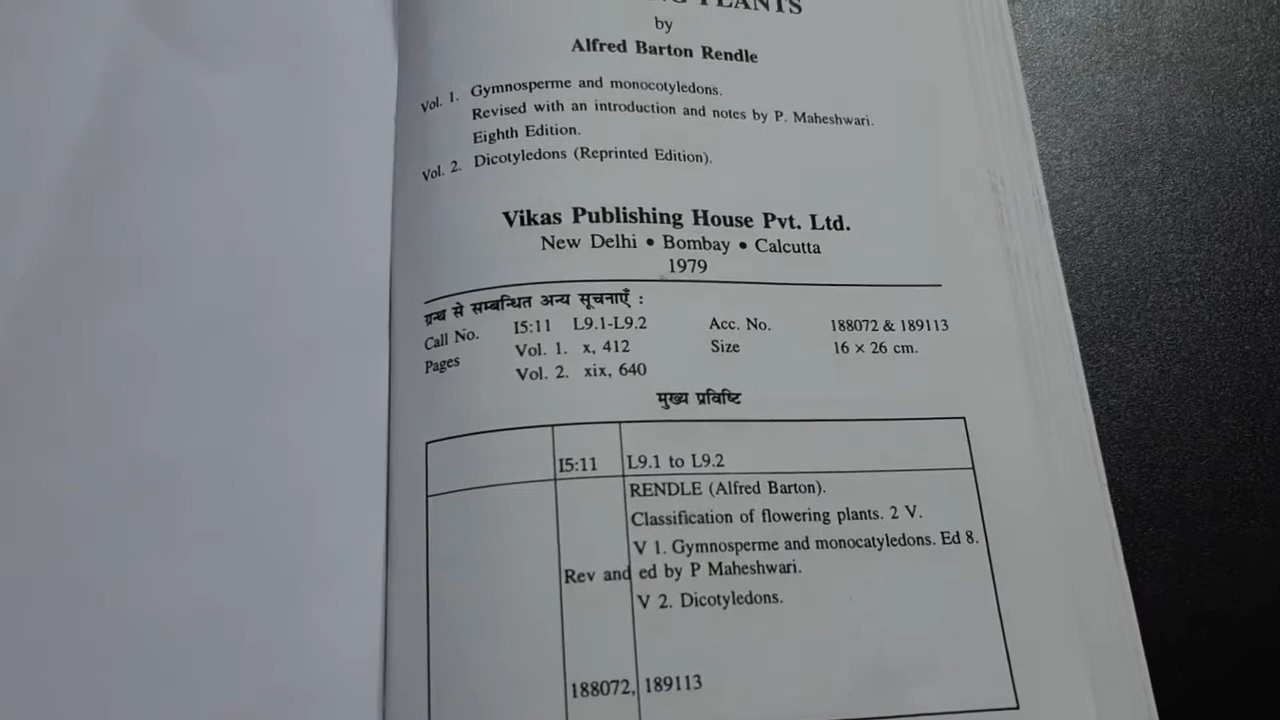 PLANTS
by
Alfred Barton Rendle
Vol. 1. Gymnosperme and monocotyledons.
Revised with an introduction and notes by P. Maheshwari.
Eighth Edition.
Vol. 2. Dicotyledons (Reprinted Edition).
Vikas Publishing House Pvt. Ltd.
New Delhi • Bombay • Calcutta
1979
ग्रन्थ से सम्बन्धित अन्य सूचनाएँ :
Call No. I5:11 L9.1-L9.2 Acc. No. 188072 & 189113
Pages Vol. 1. x, 412 Size 16 × 26 cm.
Vol. 2. xix, 640
मुख्य प्रविष्टि
I5:11 L9.1 to L9.2
RENDLE (Alfred Barton).
Classification of flowering plants. 2 V.
V 1. Gymnosperme and monocatyledons. Ed 8.
Rev and ed by P Maheshwari.
V 2. Dicotyledons.
188072, 189113